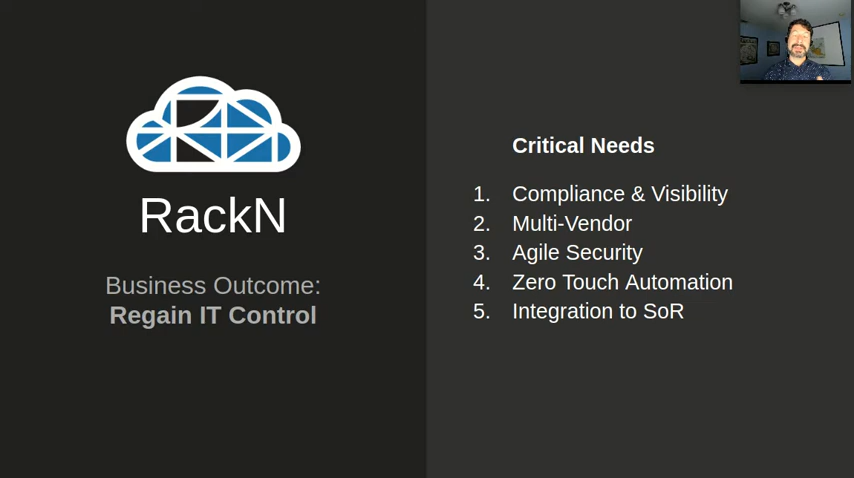 RackN
Business Outcome:
Regain IT Control
Critical Needs
1. Compliance & Visibility
2. Multi-Vendor
3. Agile Security
4. Zero Touch Automation
5. Integration to SoR